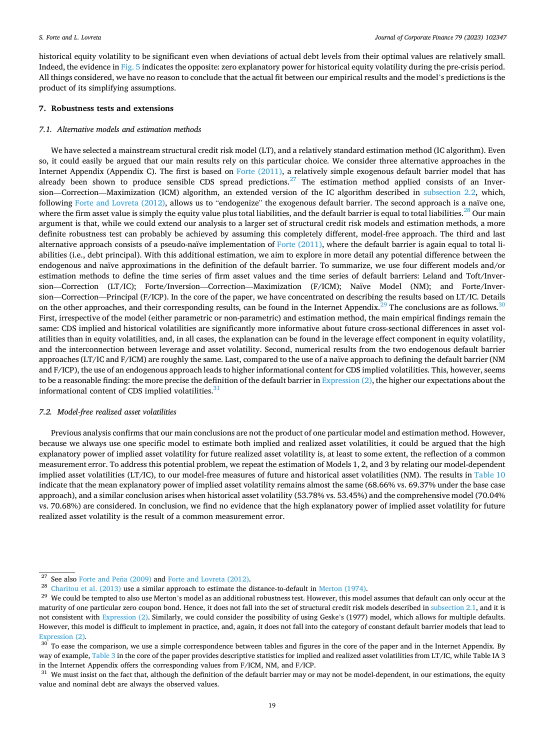 S. Forte and L. Lovreta
Journal of Corporate Finance 79 (2023) 102347
historical equity volatility to be significant even when deviations of actual debt levels from their optimal values are relatively small.
Indeed, the evidence in Fig. 5 indicates the opposite: zero explanatory power for historical equity volatility during the pre-crisis period.
All things considered, we have no reason to conclude that the actual fit between our empirical results and the model's predictions is the
product of its simplifying assumptions.
7. Robustness tests and extensions
7.1. Alternative models and estimation methods
We have selected a mainstream structural credit risk model (LT), and a relatively standard estimation method (IC algorithm). Even
so, it could easily be argued that our main results rely on this particular choice. We consider three alternative approaches in the
Internet Appendix (Appendix C). The first is based on Forte (2011), a relatively simple exogenous default barrier model that has
already been shown to produce sensible CDS spread predictions.27 The estimation method applied consists of an Inver-
sion—Correction—Maximization (ICM) algorithm, an extended version of the IC algorithm described in subsection 2.2, which,
following Forte and Lovreta (2012), allows us to "endogenize" the exogenous default barrier. The second approach is a naïve one,
where the firm asset value is simply the equity value plus total liabilities, and the default barrier is equal to total liabilities.28 Our main
argument is that, while we could extend our analysis to a larger set of structural credit risk models and estimation methods, a more
definite robustness test can probably be achieved by assuming this completely different, model-free approach. The third and last
alternative approach consists of a pseudo-naïve implementation of Forte (2011), where the default barrier is again equal to total li-
abilities (i.e., debt principal). With this additional estimation, we aim to explore in more detail any potential difference between the
endogenous and naïve approximations in the definition of the default barrier. To summarize, we use four different models and/or
estimation methods to define the time series of firm asset values and the time series of default barriers: Leland and Toft/Inver-
sion—Correction (LT/IC); Forte/Inversion—Correction—Maximization (F/ICM); Naïve Model (NM); and Forte/Inver-
sion—Correction—Principal (F/ICP). In the core of the paper, we have concentrated on describing the results based on LT/IC. Details
on the other approaches, and their corresponding results, can be found in the Internet Appendix.29 The conclusions are as follows.30
First, irrespective of the model (either parametric or non-parametric) and estimation method, the main empirical findings remain the
same: CDS implied and historical volatilities are significantly more informative about future cross-sectional differences in asset vol-
atilities than in equity volatilities, and, in all cases, the explanation can be found in the leverage effect component in equity volatility,
and the interconnection between leverage and asset volatility. Second, numerical results from the two endogenous default barrier
approaches (LT/IC and F/ICM) are roughly the same. Last, compared to the use of a naïve approach to defining the default barrier (NM
and F/ICP), the use of an endogenous approach leads to higher informational content for CDS implied volatilities. This, however, seems
to be a reasonable finding: the more precise the definition of the default barrier in Expression (2), the higher our expectations about the
informational content of CDS implied volatilities.31
7.2. Model-free realized asset volatilities
Previous analysis confirms that our main conclusions are not the product of one particular model and estimation method. However,
because we always use one specific model to estimate both implied and realized asset volatilities, it could be argued that the high
explanatory power of implied asset volatility for future realized asset volatility is, at least to some extent, the reflection of a common
measurement error. To address this potential problem, we repeat the estimation of Models 1, 2, and 3 by relating our model-dependent
implied asset volatilities (LT/IC), to our model-free measures of future and historical asset volatilities (NM). The results in Table 10
indicate that the mean explanatory power of implied asset volatility remains almost the same (68.66% vs. 69.37% under the base case
approach), and a similar conclusion arises when historical asset volatility (53.78% vs. 53.45%) and the comprehensive model (70.04%
vs. 70.68%) are considered. In conclusion, we find no evidence that the high explanatory power of implied asset volatility for future
realized asset volatility is the result of a common measurement error.
27 See also Forte and Peña (2009) and Forte and Lovreta (2012).
28 Charitou et al. (2013) use a similar approach to estimate the distance-to-default in Merton (1974).
29 We could be tempted to also use Merton's model as an additional robustness test. However, this model assumes that default can only occur at the
maturity of one particular zero coupon bond. Hence, it does not fall into the set of structural credit risk models described in subsection 2.1, and it is
not consistent with Expression (2). Similarly, we could consider the possibility of using Geske's (1977) model, which allows for multiple defaults.
However, this model is difficult to implement in practice, and, again, it does not fall into the category of constant default barrier models that lead to
Expression (2).
30 To ease the comparison, we use a simple correspondence between tables and figures in the core of the paper and in the Internet Appendix. By
way of example, Table 3 in the core of the paper provides descriptive statistics for implied and realized asset volatilities from LT/IC, while Table IA 3
in the Internet Appendix offers the corresponding values from F/ICM, NM, and F/ICP.
31 We must insist on the fact that, although the definition of the default barrier may or may not be model-dependent, in our estimations, the equity
value and nominal debt are always the observed values.
19